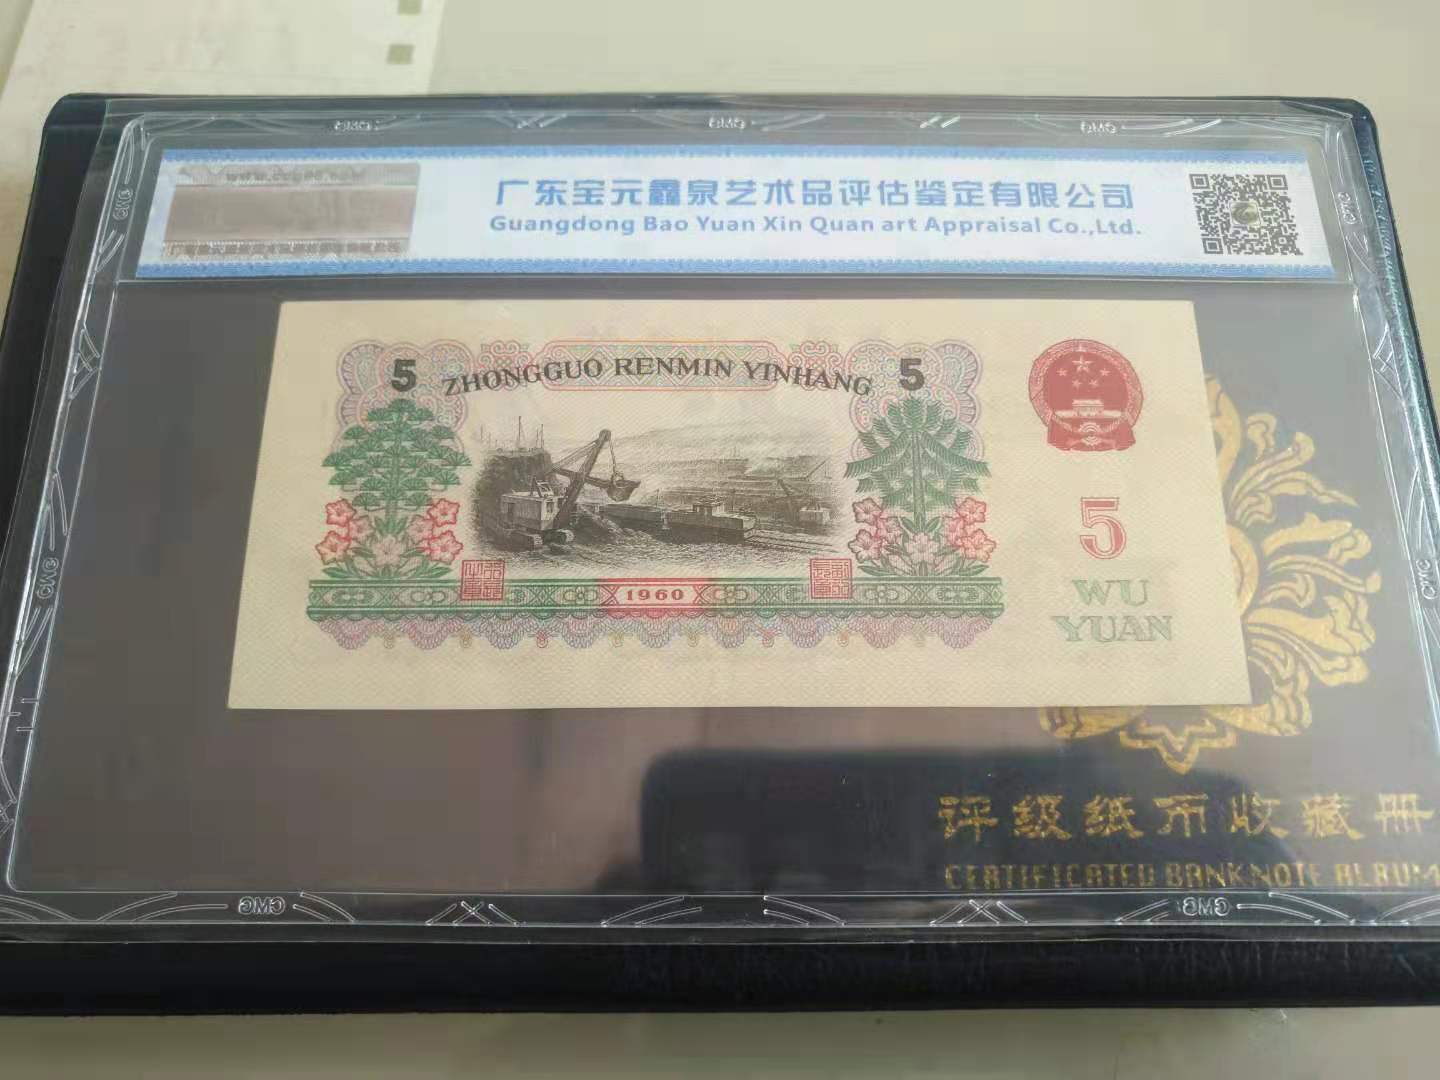 广东宝元鑫泉艺术品评估鉴定有限公司
Guangdong Bao Yuan Xin Quan art Appraisal Co.,Ltd.
5 ZHONGGUO RENMIN YINHANG 5
5
WU
YUAN
1960
评级纸币收藏册
CERTIFICATED BANKNOTE ALBUM
CMG
CMG